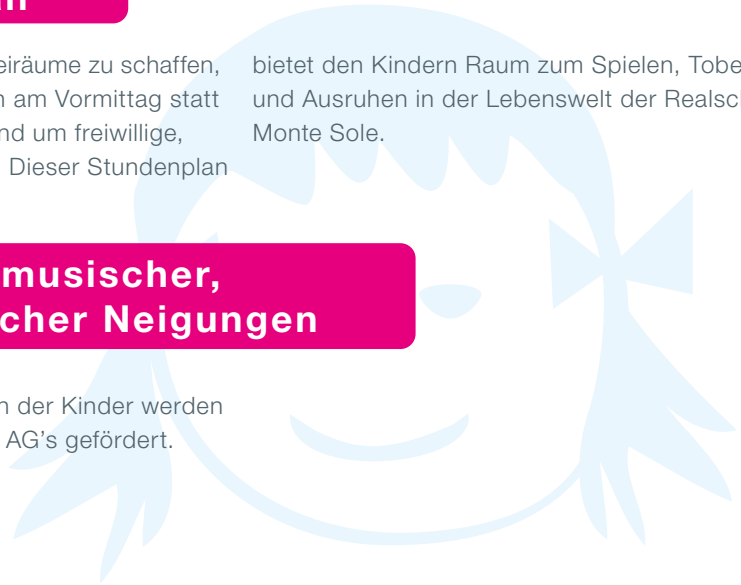 eiräume zu schaffen,
n am Vormittag statt
nd um freiwillige,
Dieser Stundenplan
bietet den Kindern Raum zum Spielen, Tobe
und Ausruhen in der Lebenswelt der Realsc
Monte Sole.
musischer,
cher Neigungen
n der Kinder werden
AG's gefördert.